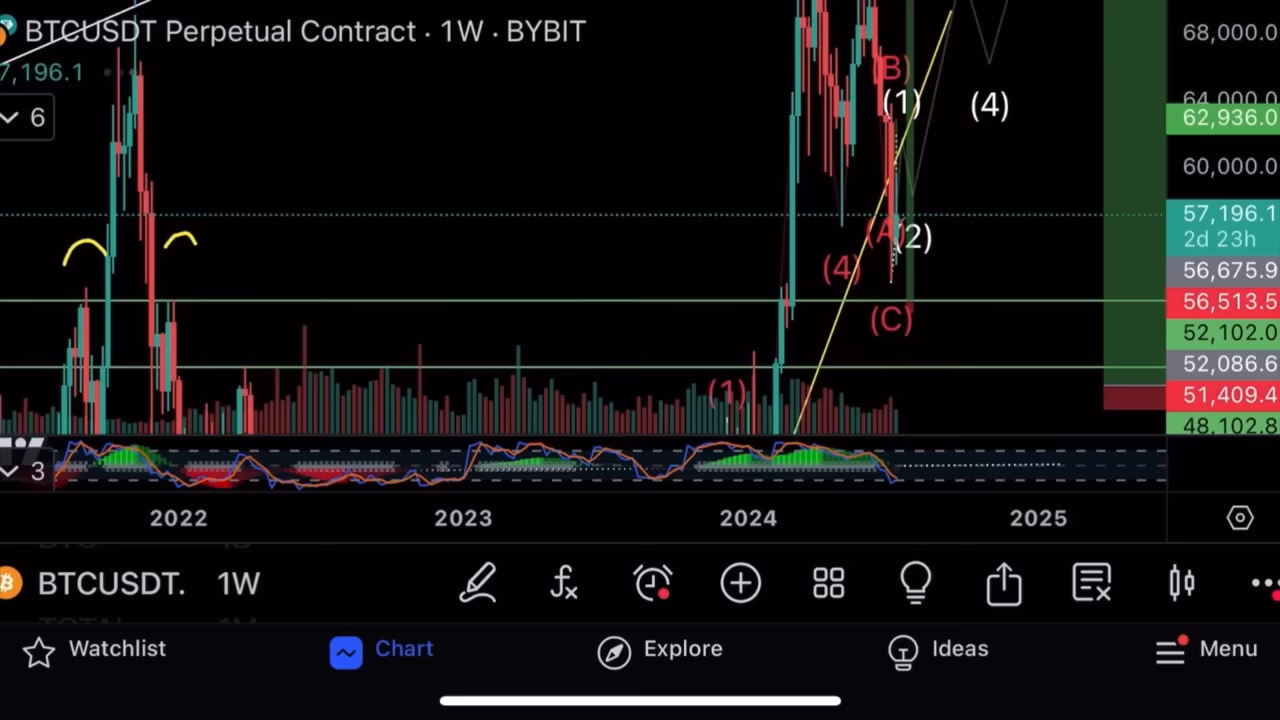 BTCUSDT Perpetual Contract · 1W · BYBIT
7,196.1
6
68,000.0
64,000.0
62,936.0
60,000.0
57,196.1
2d 23h
56,675.9
56,513.5
52,102.0
52,086.6
51,409.4
48,102.8
(B)
(1)
(4)
(A)
(2)
(4)
(C)
(1)
3
2022
2023
2024
2025
BTCUSDT. 1W
Watchlist
Chart
Explore
Ideas
Menu